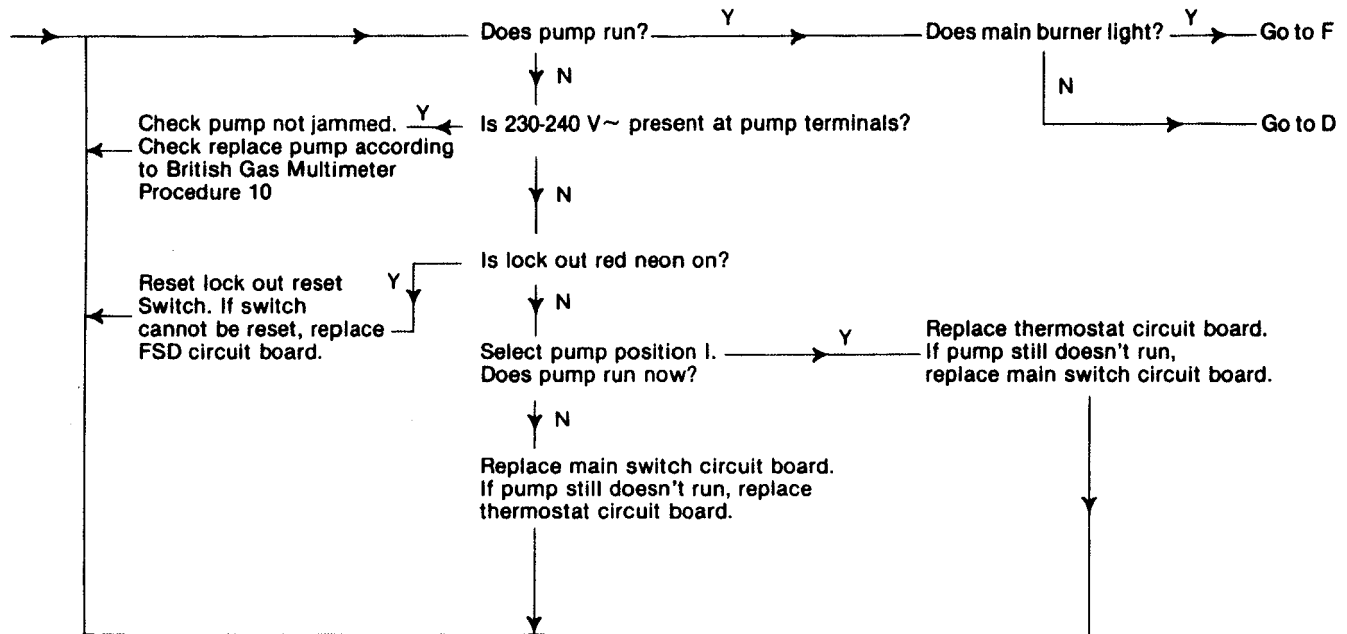 Does pump run?
Y
Does main burner light?
Y
Go to F
N
N
Check pump not jammed.
Y
Is 230-240 V~ present at pump terminals?
Go to D
Check replace pump according
to British Gas Multimeter
Procedure 10
N
Is lock out red neon on?
Reset lock out reset
Y
Switch. If switch
cannot be reset, replace
FSD circuit board.
N
Select pump position I.
Does pump run now?
Y
Replace thermostat circuit board.
If pump still doesn't run,
replace main switch circuit board.
N
Replace main switch circuit board.
If pump still doesn't run, replace
thermostat circuit board.